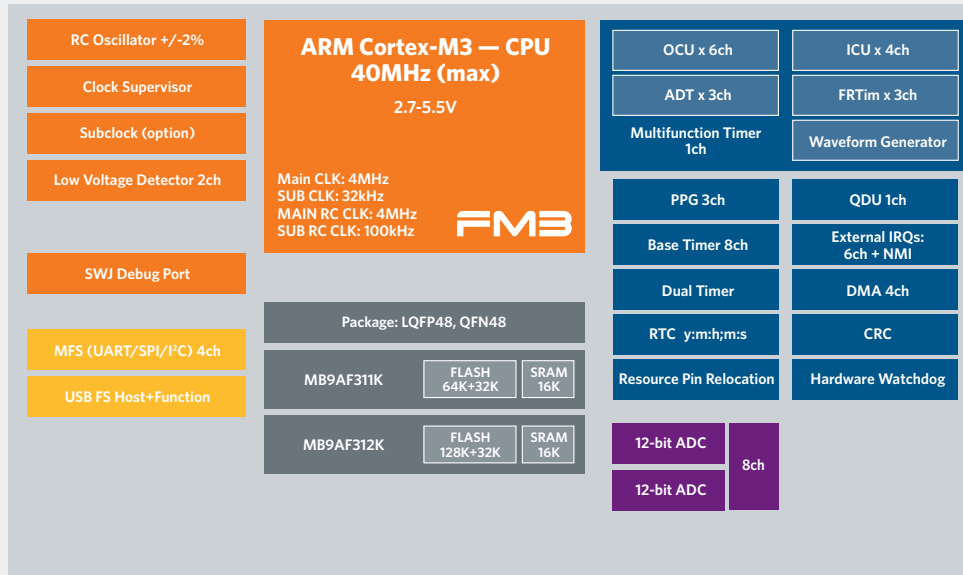 RC Oscillator +/-2%
Clock Supervisor
Subclock (option)
Low Voltage Detector 2ch
SWJ Debug Port
MFS (UART/SPI/I²C) 4ch
USB FS Host+Function
ARM Cortex-M3 — CPU
40MHz (max)
2.7-5.5V
Main CLK: 4MHz
SUB CLK: 32kHz
MAIN RC CLK: 4MHz
SUB RC CLK: 100kHz
FM3
Package: LQFP48, QFN48
MB9AF311K
FLASH
64K+32K
SRAM
16K
MB9AF312K
FLASH
128K+32K
SRAM
16K
OCU x 6ch
ICU x 4ch
ADT x 3ch
FRTim x 3ch
Multifunction Timer
1ch
Waveform Generator
PPG 3ch
QDU 1ch
Base Timer 8ch
External IRQs:
6ch + NMI
Dual Timer
DMA 4ch
RTC y:m:h;m:s
CRC
Resource Pin Relocation
Hardware Watchdog
12-bit ADC
12-bit ADC
8ch